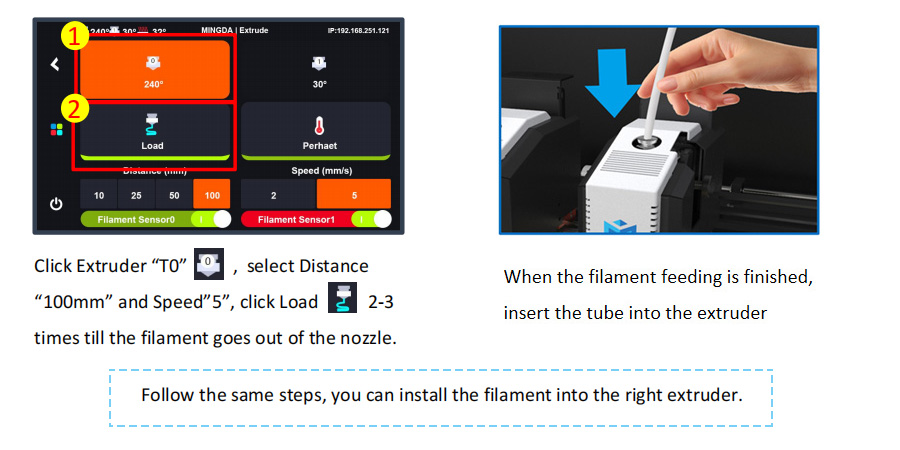 1
240° 30° 32° MINGDA | Extrude IP:192.168.251.121
0 1
240° 30°
2
Load Perhaet
Distance (mm) Speed (mm/s)
10 25 50 100 2 5
Filament Sensor0 Filament Sensor1
Click Extruder “T0” 0 , select Distance
“100mm” and Speed”5”, click Load 2-3
times till the filament goes out of the nozzle.
When the filament feeding is finished,
insert the tube into the extruder
Follow the same steps, you can install the filament into the right extruder.